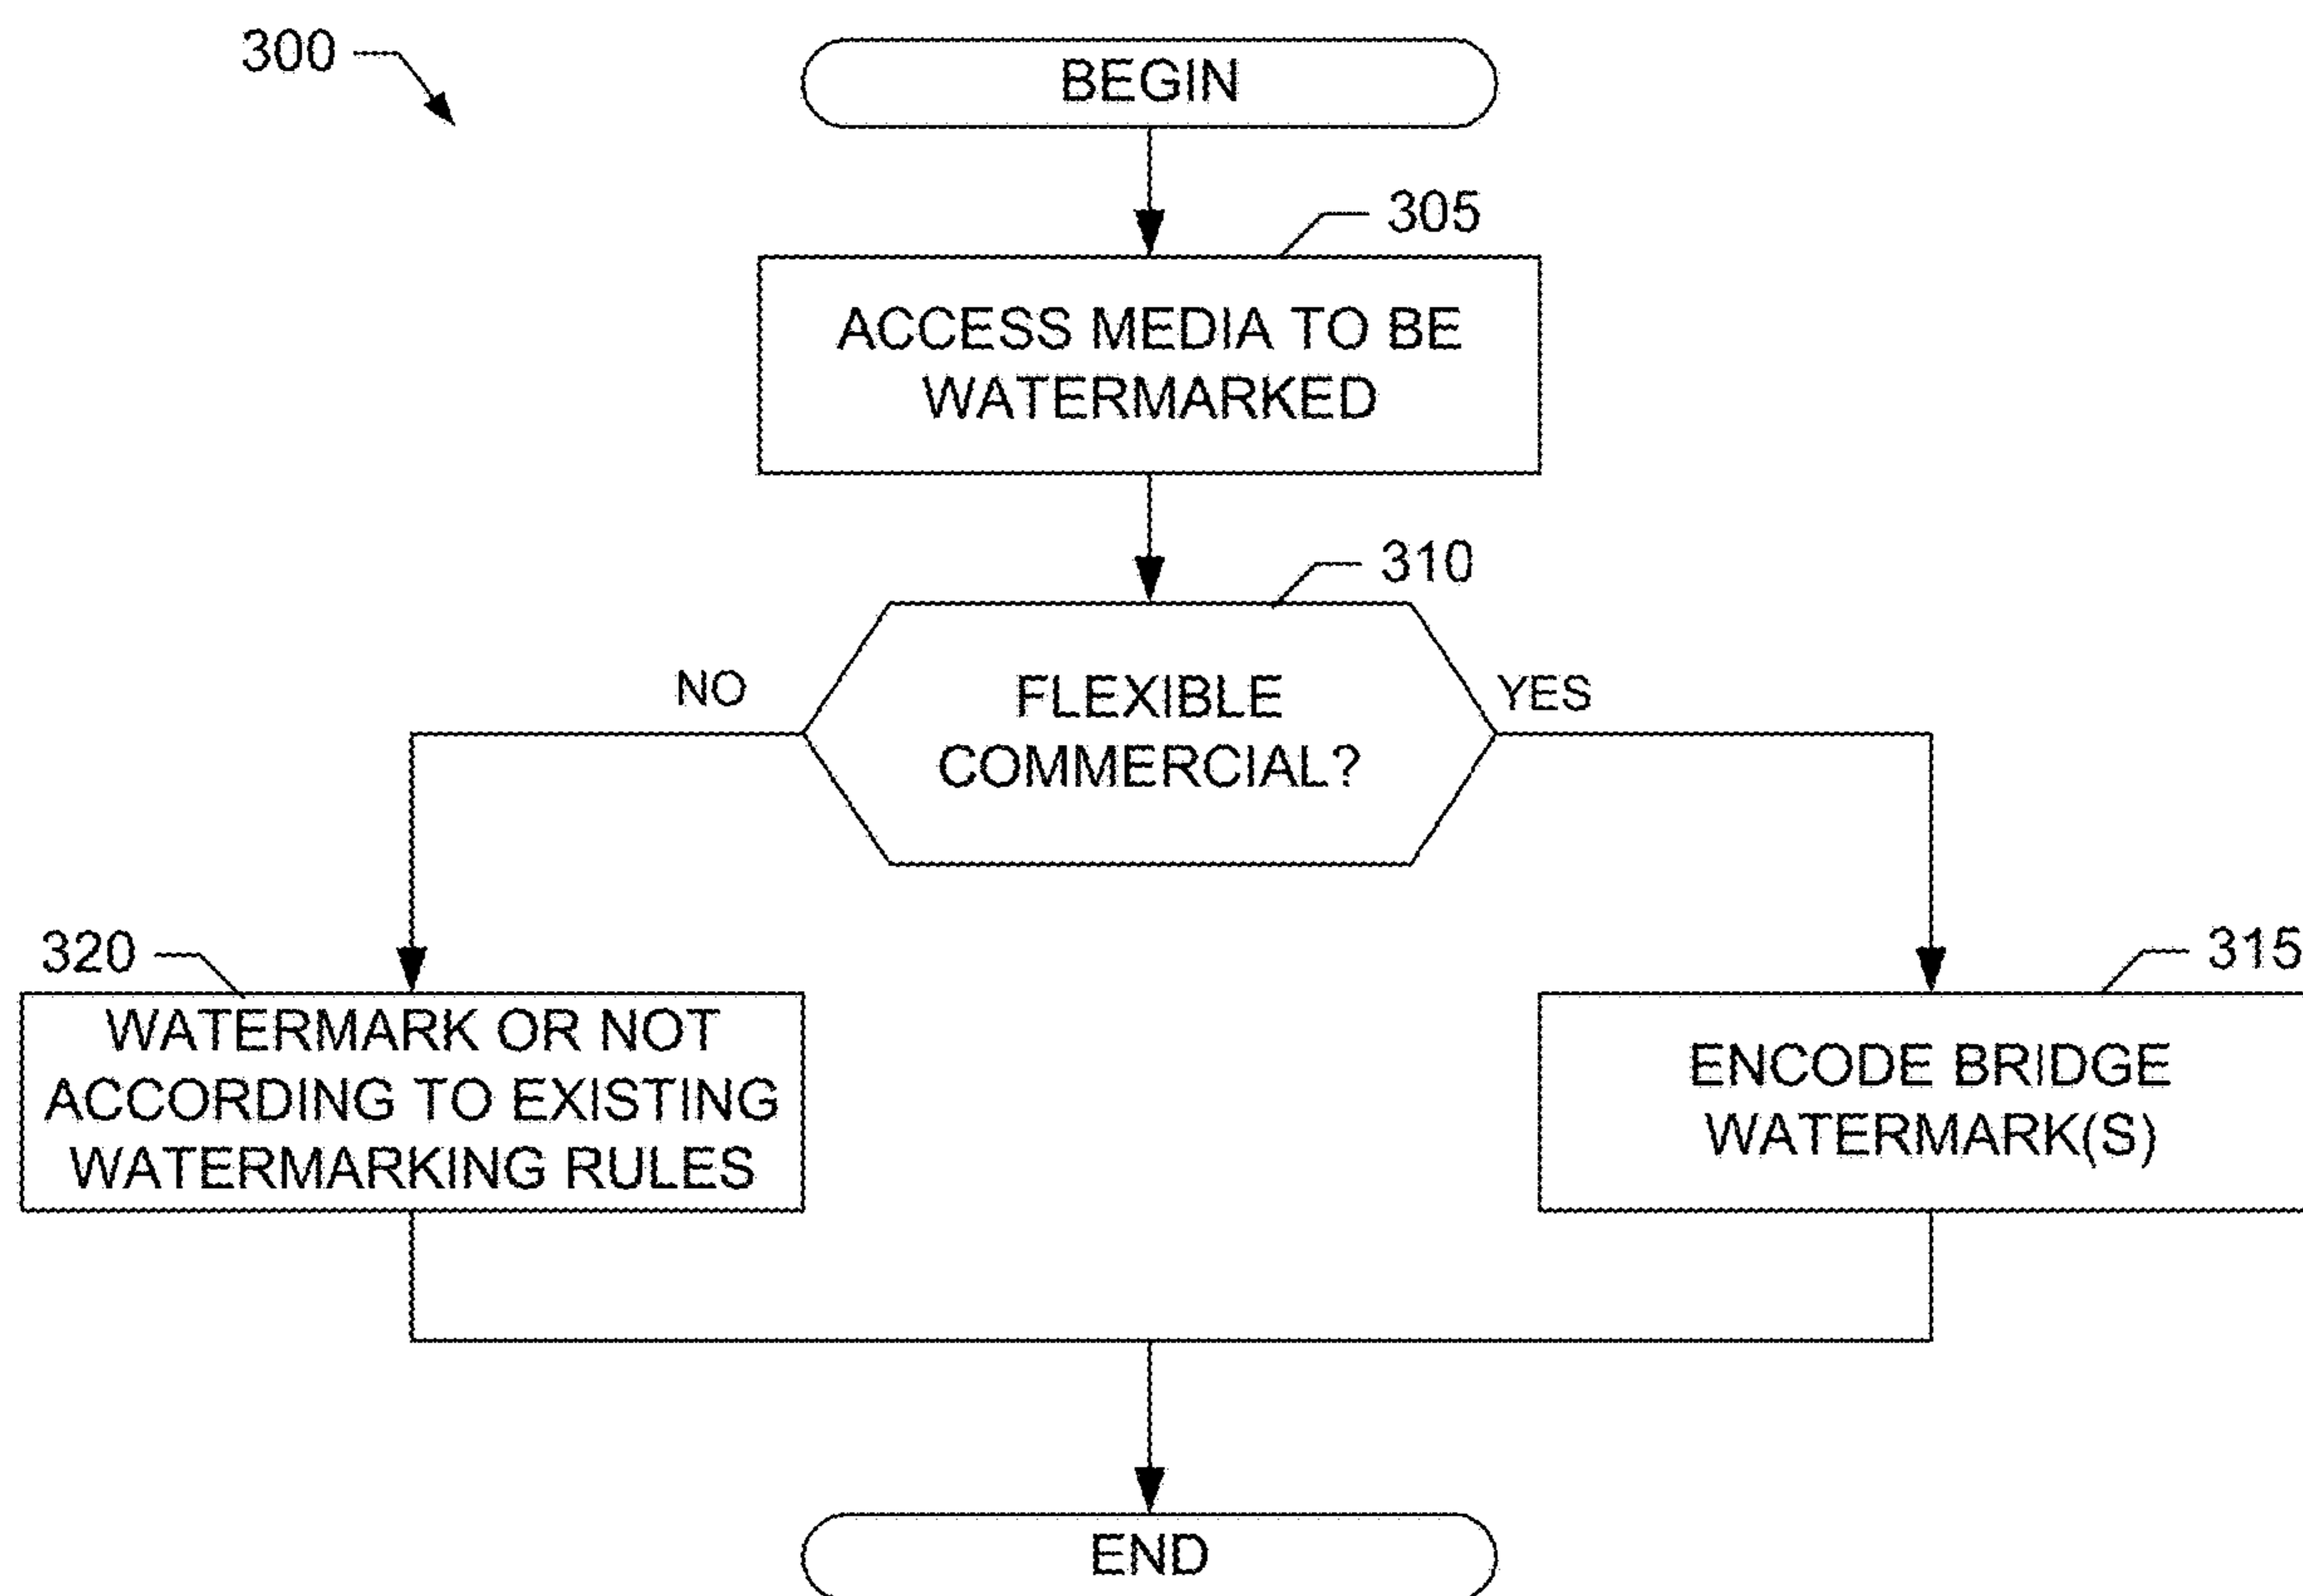 300
BEGIN
305
ACCESS MEDIA TO BE
WATERMARKED
310
NO
FLEXIBLE
COMMERCIAL?
YES
320
WATERMARK OR NOT
ACCORDING TO EXISTING
WATERMARKING RULES
315
ENCODE BRIDGE
WATERMARK(S)
END